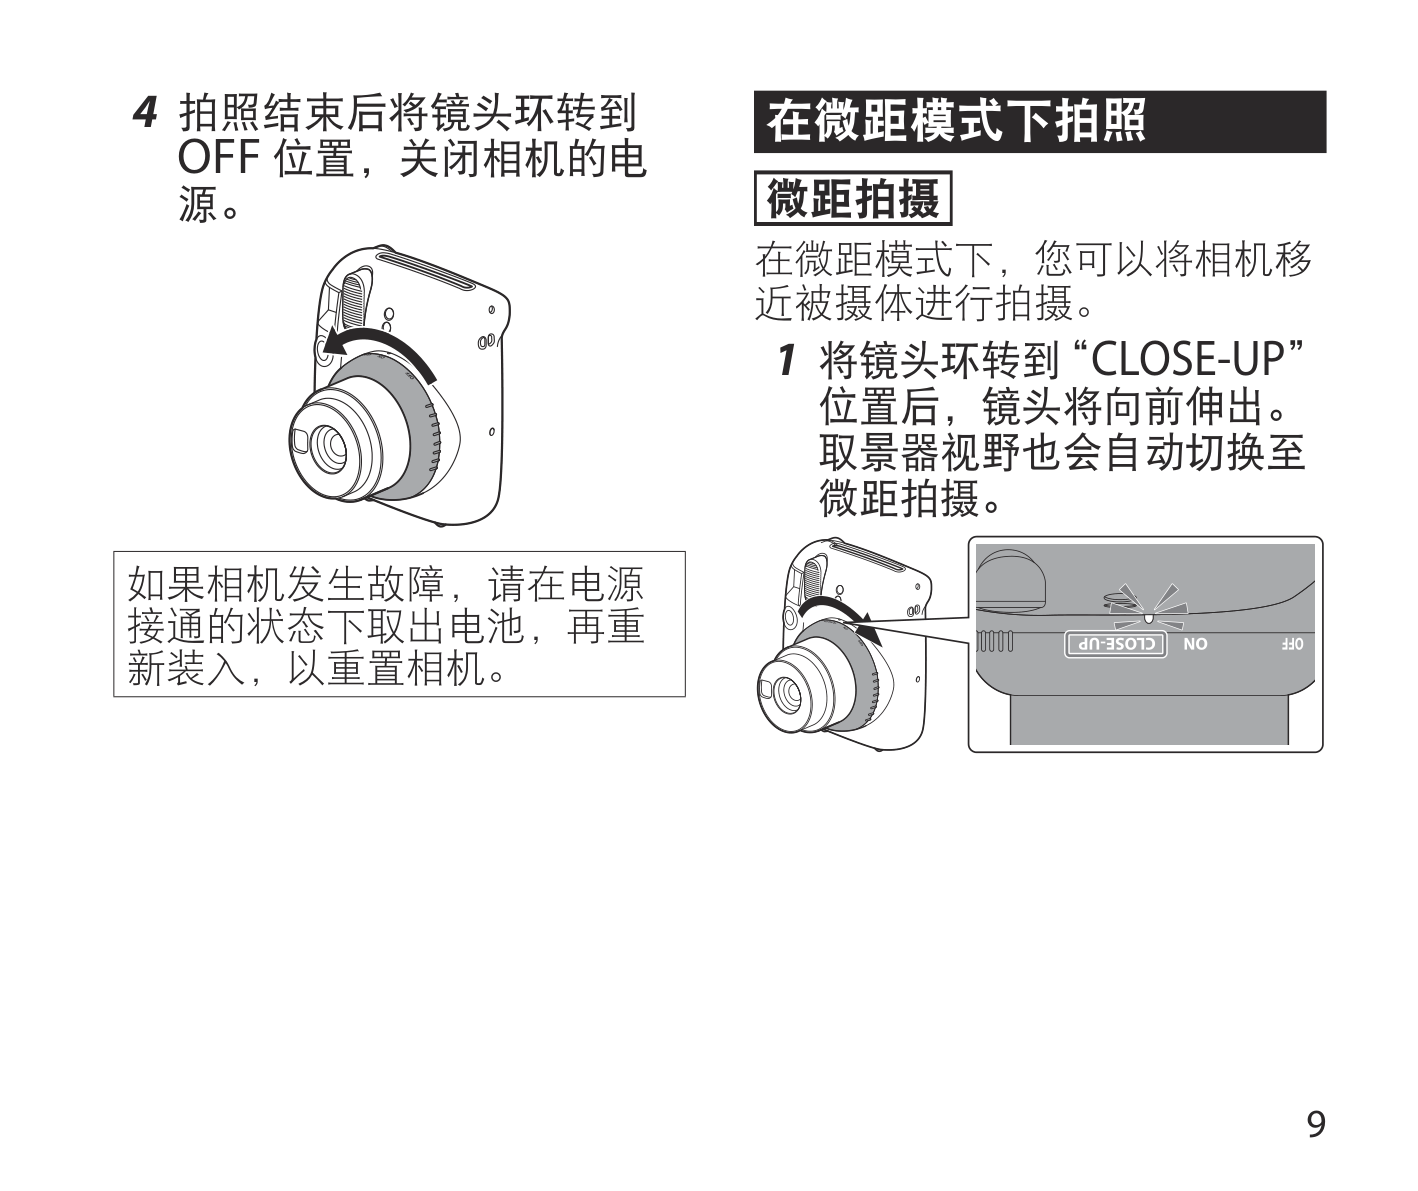 4 拍照结束后将镜头环转到
OFF 位置，关闭相机的电
源。
如果相机发生故障，请在电源
接通的状态下取出电池，再重
新装入，以重置相机。
在微距模式下拍照
微距拍摄
在微距模式下，您可以将相机移
近被摄体进行拍摄。
1 将镜头环转到 “CLOSE-UP”
位置后，镜头将向前伸出。
取景器视野也会自动切换至
微距拍摄。
CLOSE-UP ON OFF
9